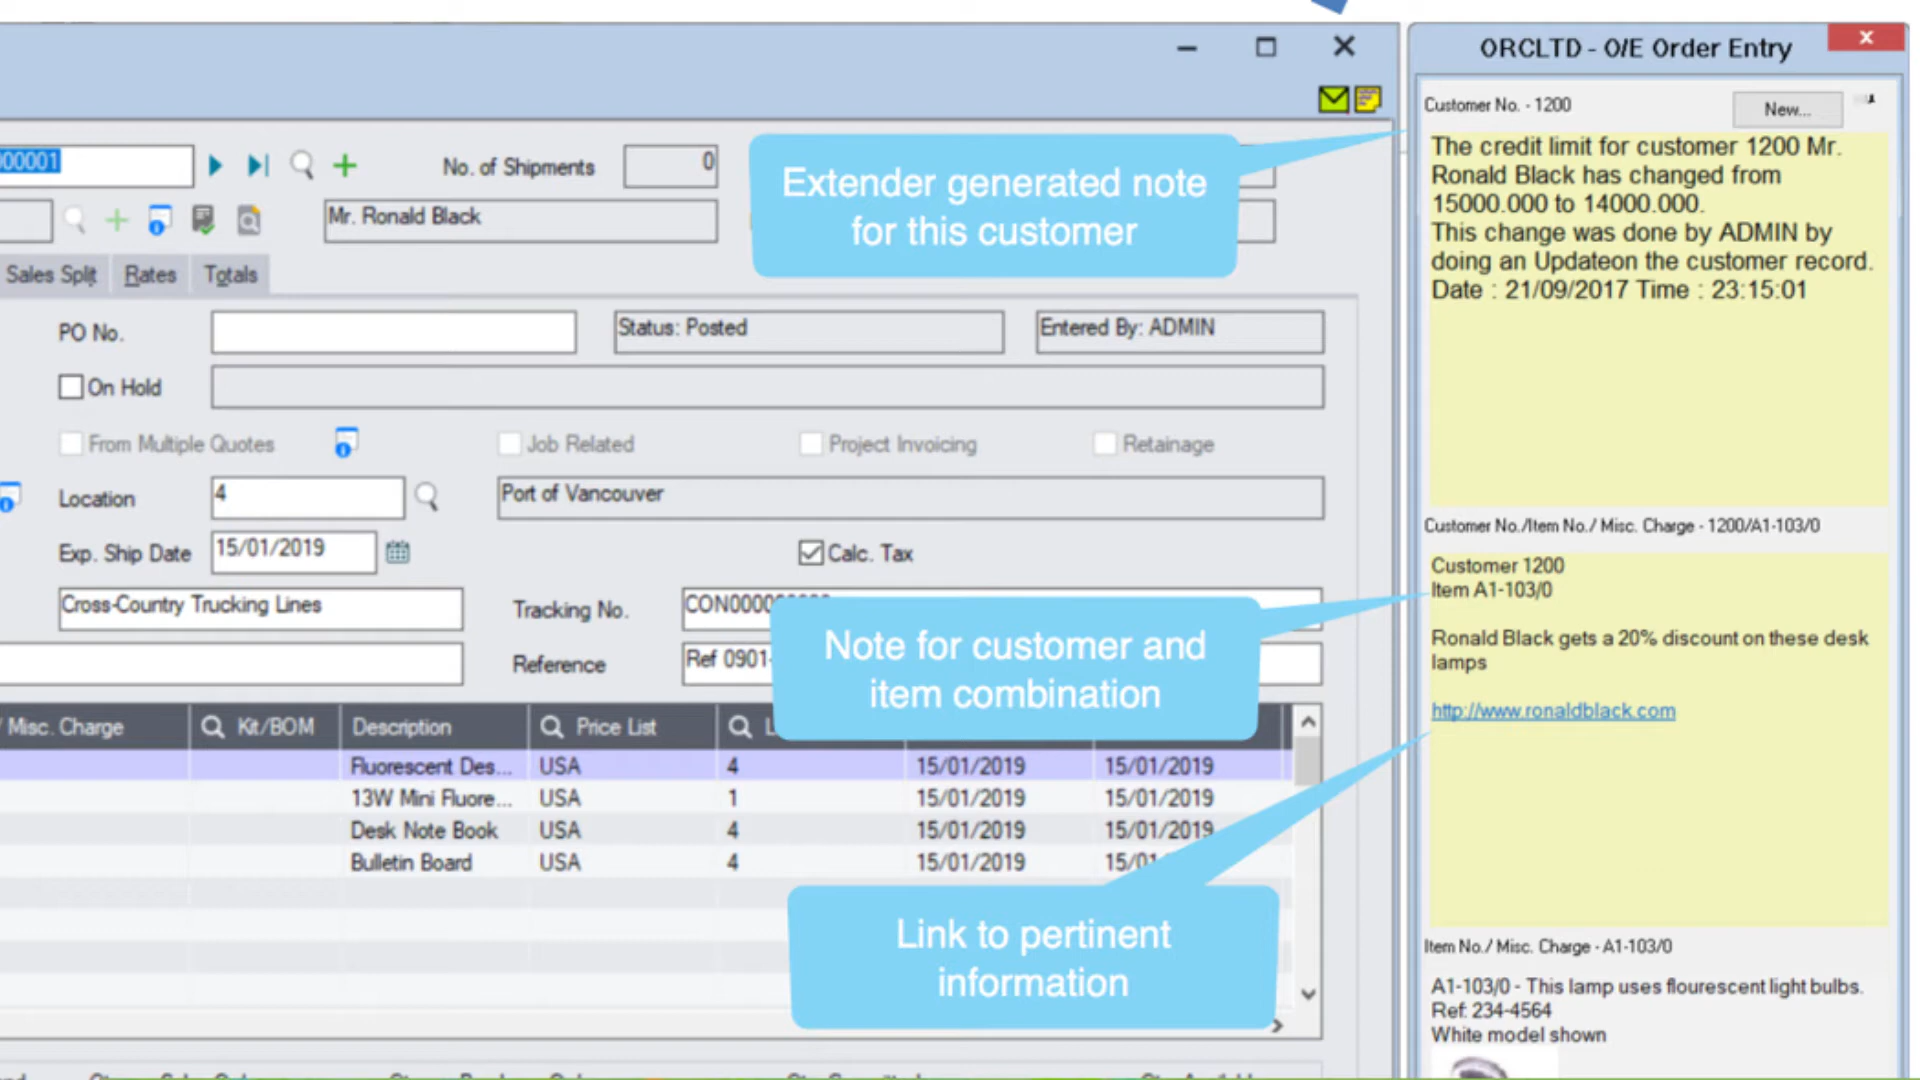 ORCLTD - O/E Order Entry
Customer No. - 1200
New...
The credit limit for customer 1200 Mr.
Ronald Black has changed from
15000.000 to 14000.000.
This change was done by ADMIN by
doing an Updateon the customer record.
Date : 21/09/2017 Time : 23:15:01
Extender generated note
for this customer
00001
No. of Shipments
0
Mr. Ronald Black
Sales Split
Rates
Totals
PO No.
Status: Posted
Entered By: ADMIN
On Hold
From Multiple Quotes
Job Related
Project Invoicing
Retainage
Location
4
Port of Vancouver
Exp. Ship Date
15/01/2019
Calc. Tax
Cross-Country Trucking Lines
Tracking No.
Reference
Ref 0901-
Note for customer and
item combination
Customer No./Item No./ Misc. Charge - 1200/A1-103/0
Customer 1200
Item A1-103/0
Ronald Black gets a 20% discount on these desk
lamps
http://www.ronaldblack.com
/ Misc. Charge Kit/BOM Description Price List
Fluorescent Des... USA 4 15/01/2019 15/01/2019
13W Mini Fluore... USA 1 15/01/2019 15/01/2019
Desk Note Book USA 4 15/01/2019 15/01/2019
Bulletin Board USA 4 15/01/2019
Link to pertinent
information
Item No./ Misc. Charge - A1-103/0
A1-103/0 - This lamp uses flourescent light bulbs.
Ref: 234-4564
White model shown